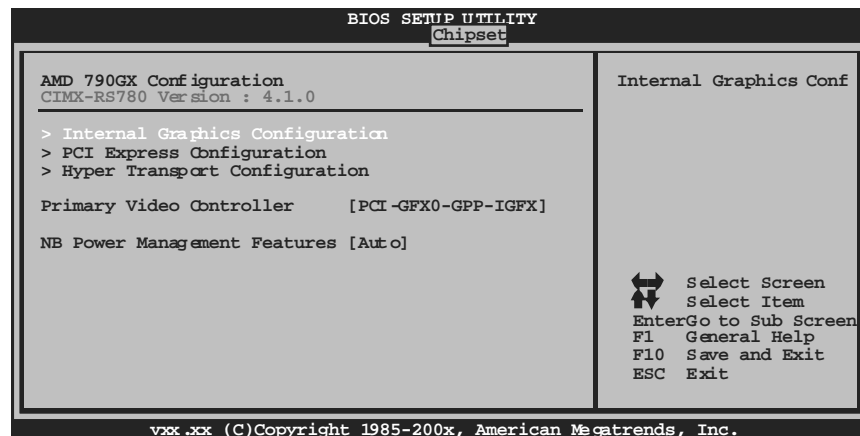 BIOS SETUP UTILITY
Chipset
AMD 790GX Configuration
CIMX-RS780 Version : 4.1.0
> Internal Graphics Configuration
> PCI Express Configuration
> Hyper Transport Configuration
Primary Video Controller [PCI-GFX0-GPP-IGFX]
NB Power Management Features [Auto]
Internal Graphics Conf
Select Screen
Select Item
EnterGo to Sub Screen
F1 General Help
F10 Save and Exit
ESC Exit
vxx.xx (C)Copyright 1985-200x, American Megatrends, Inc.